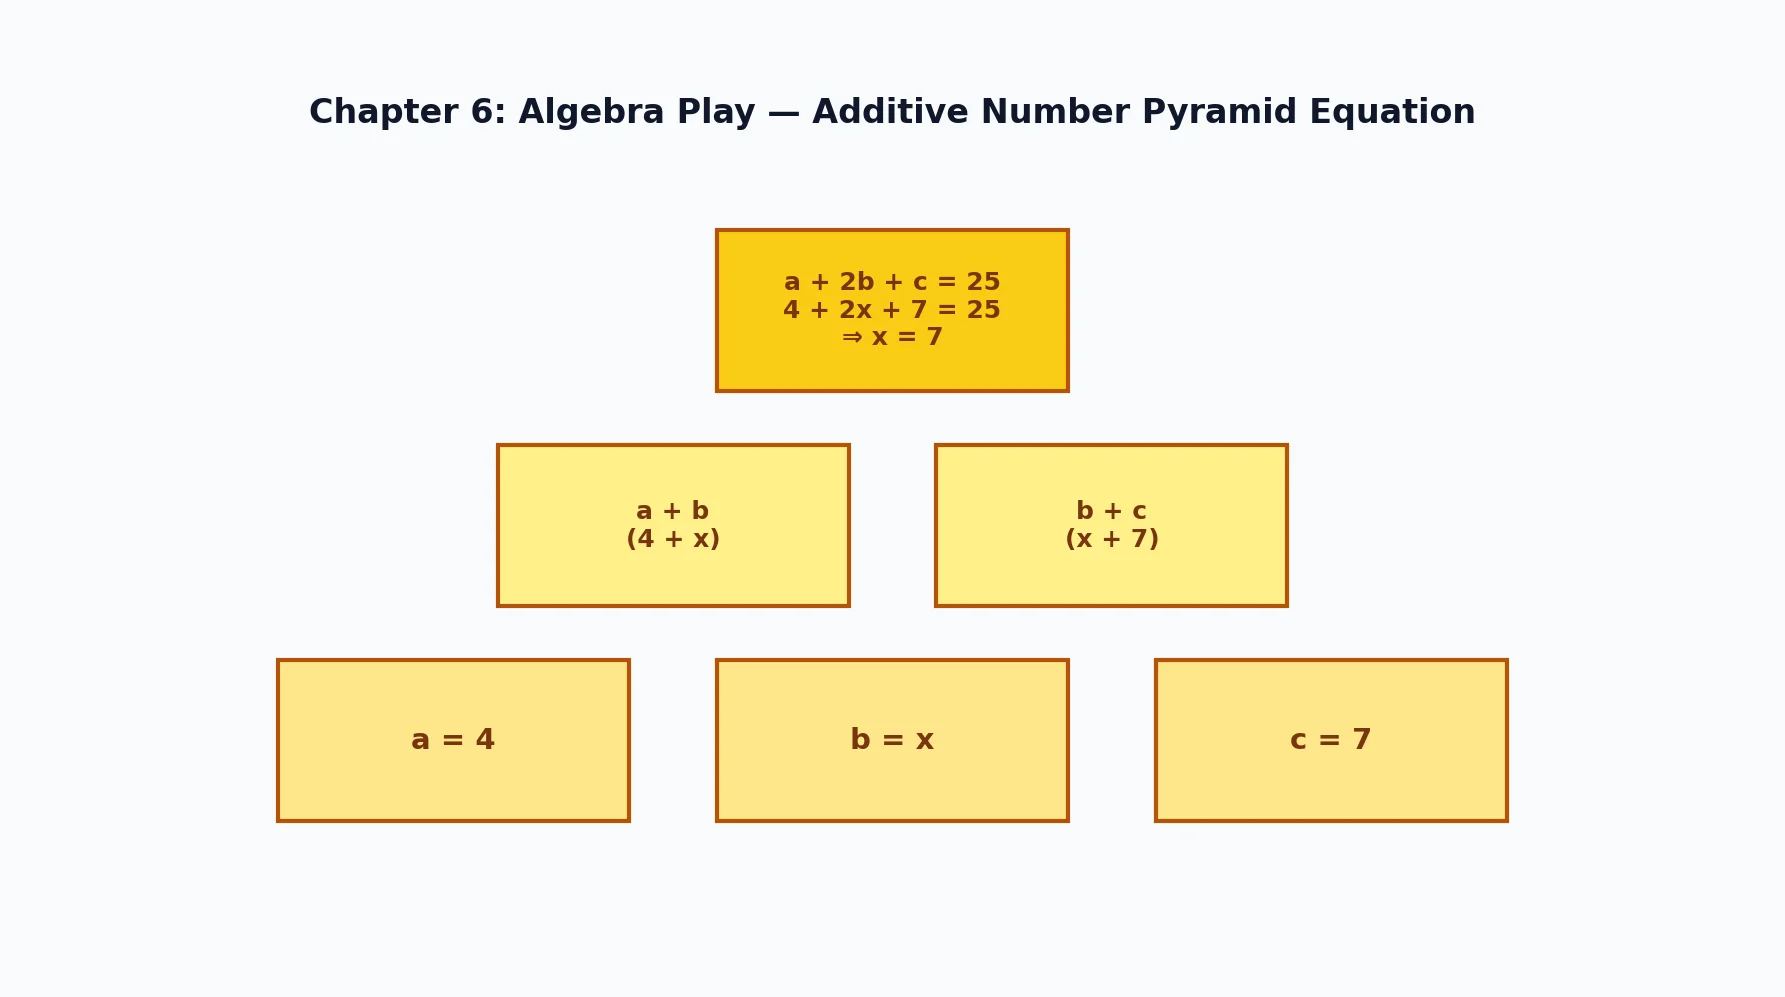 Chapter 6: Algebra Play — Additive Number Pyramid Equation
a + 2b + c = 25
4 + 2x + 7 = 25
⇒ x = 7
a + b
(4 + x)
b + c
(x + 7)
a = 4
b = x
c = 7